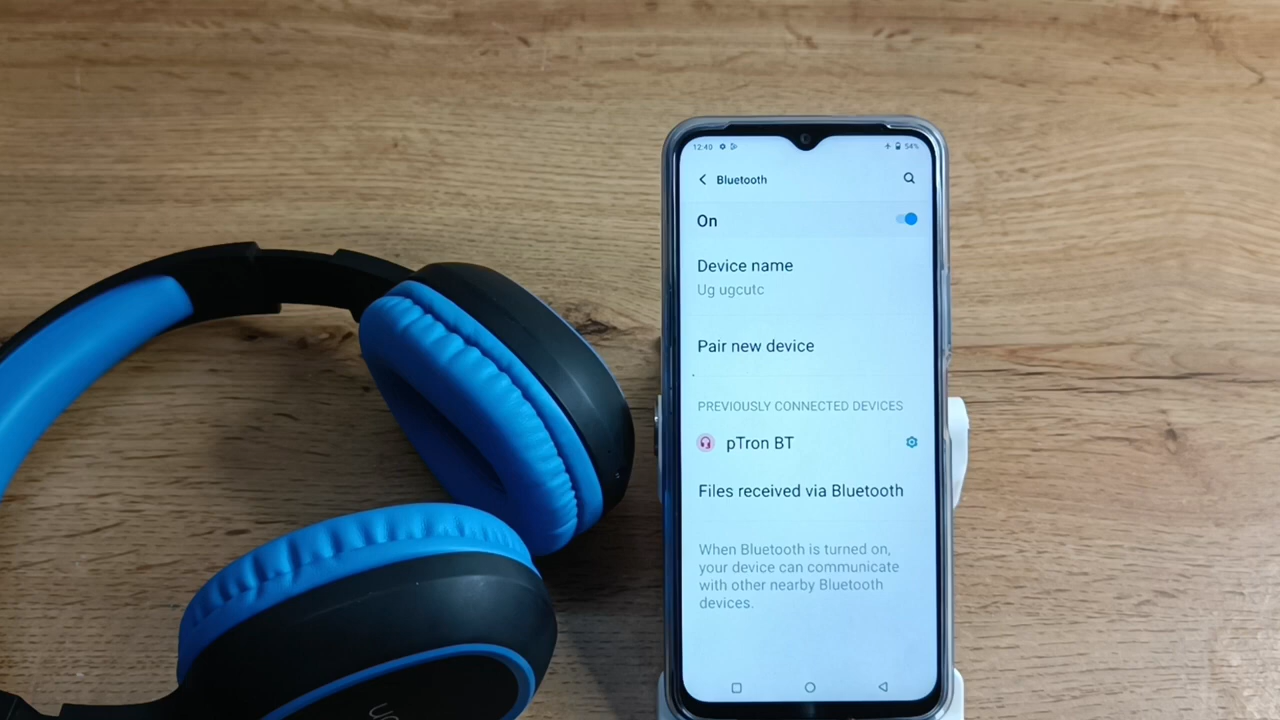 12:40
54%
Bluetooth
On
Device name
Ug ugcutc
Pair new device
PREVIOUSLY CONNECTED DEVICES
pTron BT
Files received via Bluetooth
When Bluetooth is turned on,
your device can communicate
with other nearby Bluetooth
devices.